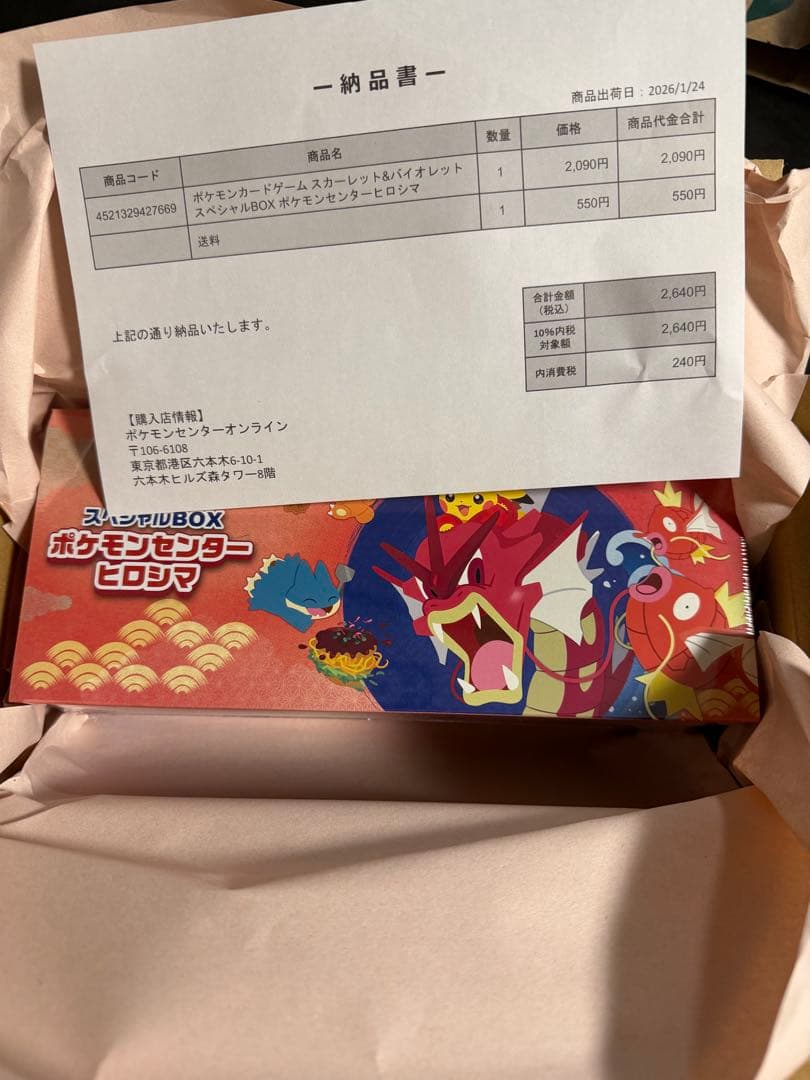 ー納品書ー
商品出荷日：2026/1/24
商品コード 商品名 数量 価格 商品代金合計
4521329427669 ポケモンカードゲーム スカーレット&バイオレット
スペシャルBOX ポケモンセンターヒロシマ 1 2,090円 2,090円
送料 1 550円 550円
合計金額
（税込） 2,640円
10%内税
対象額 2,640円
内消費税 240円
上記の通り納品いたします。
【購入店情報】
ポケモンセンターオンライン
〒106-6108
東京都港区六本木6-10-1
六本木ヒルズ森タワー8階
スペシャルBOX
ポケモンセンター
ヒロシマ